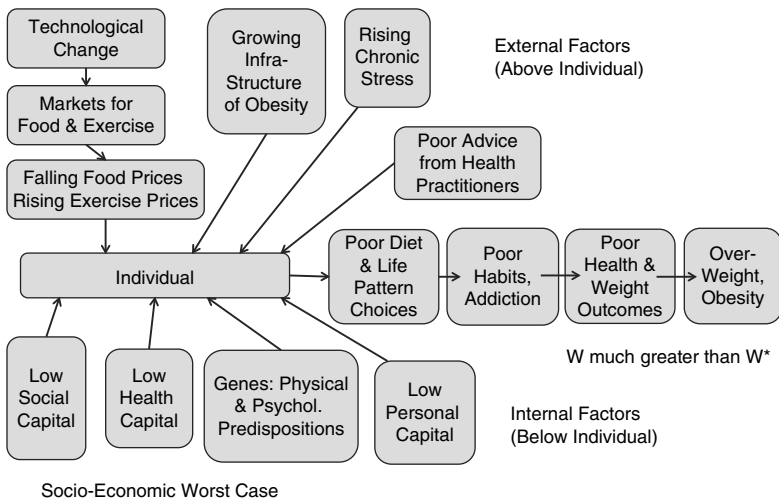 Technological
Change
Growing
Infra-
Structure
of Obesity
Rising
Chronic
Stress
External Factors
(Above Individual)
Markets for
Food & Exercise
Poor Advice
from Health
Practitioners
Falling Food Prices
Rising Exercise Prices
Individual
Poor Diet
& Life
Pattern
Choices
Poor
Habits,
Addiction
Poor
Health &
Weight
Outcomes
Over-
Weight,
Obesity
W much greater than W*
Low
Social
Capital
Low
Health
Capital
Genes: Physical
& Psychol.
Predispositions
Low
Personal
Capital
Internal Factors
(Below Individual)
Socio-Economic Worst Case